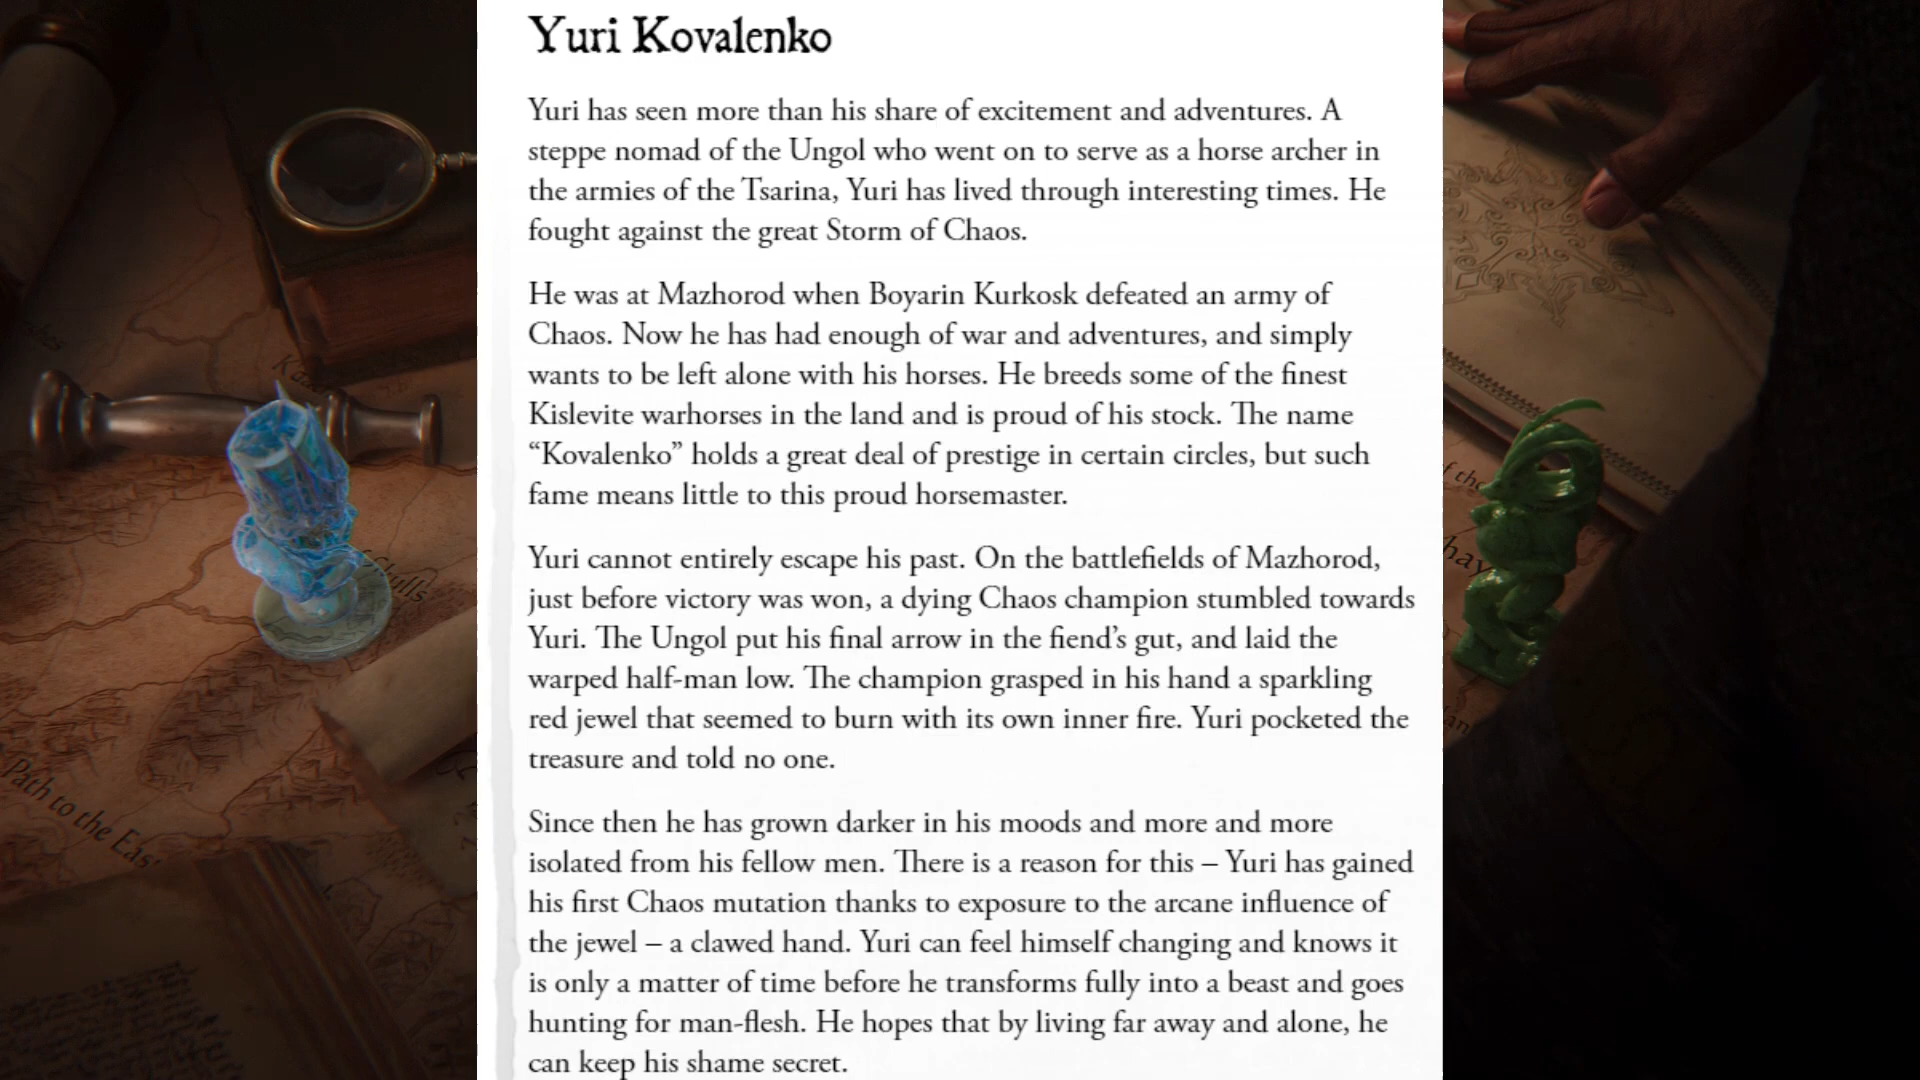 Yuri Kovalenko
Yuri has seen more than his share of excitement and adventures. A
steppe nomad of the Ungol who went on to serve as a horse archer in
the armies of the Tsarina, Yuri has lived through interesting times. He
fought against the great Storm of Chaos.
He was at Mazhorod when Boyarin Kurkosk defeated an army of
Chaos. Now he has had enough of war and adventures, and simply
wants to be left alone with his horses. He breeds some of the finest
Kislevite warhorses in the land and is proud of his stock. The name
“Kovalenko” holds a great deal of prestige in certain circles, but such
fame means little to this proud horsemaster.
Yuri cannot entirely escape his past. On the battlefields of Mazhorod,
just before victory was won, a dying Chaos champion stumbled towards
Yuri. The Ungol put his final arrow in the fiend’s gut, and laid the
warped half-man low. The champion grasped in his hand a sparkling
red jewel that seemed to burn with its own inner fire. Yuri pocketed the
treasure and told no one.
Since then he has grown darker in his moods and more and more
isolated from his fellow men. There is a reason for this – Yuri has gained
his first Chaos mutation thanks to exposure to the arcane influence of
the jewel – a clawed hand. Yuri can feel himself changing and knows it
is only a matter of time before he transforms fully into a beast and goes
hunting for man-flesh. He hopes that by living far away and alone, he
can keep his shame secret.
Path to the Eas
of the